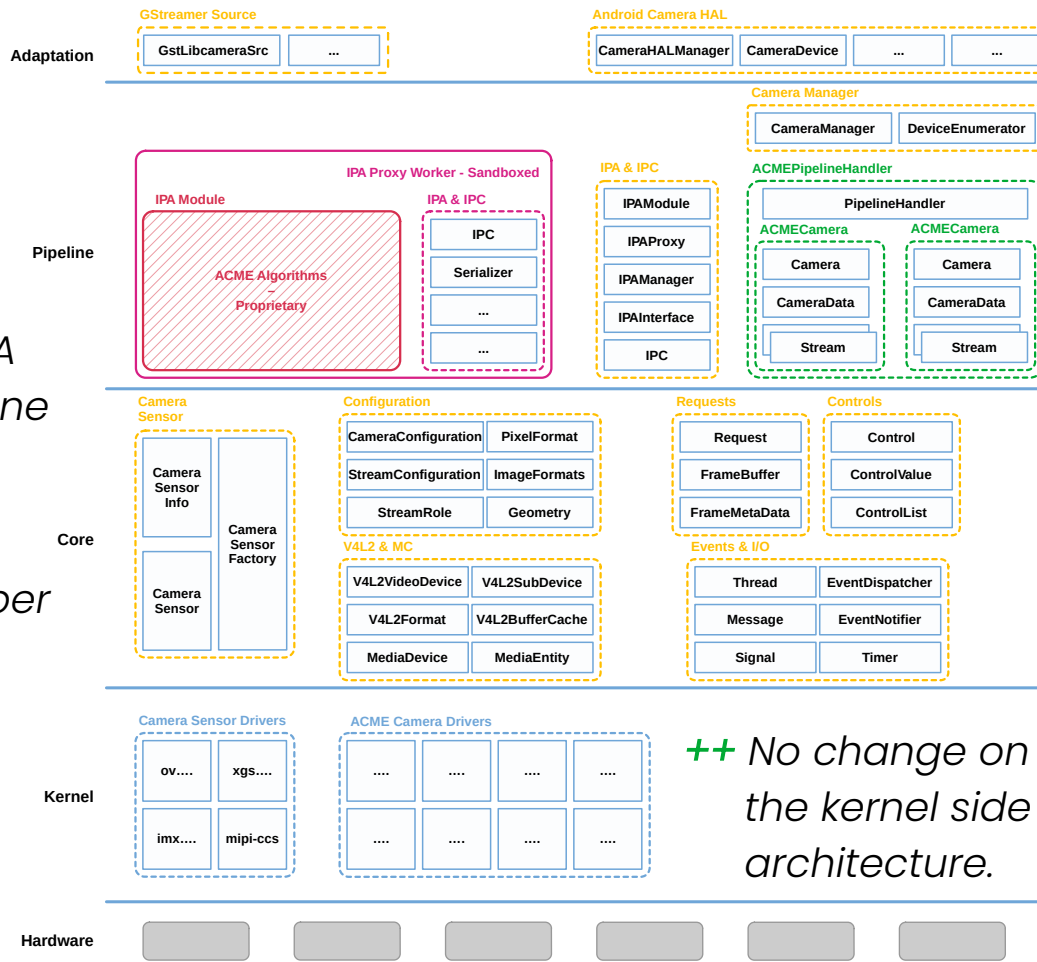 GStreamer Source
Android Camera HAL
Adaptation
GstLibcameraSrc
...
CameraHALManager
CameraDevice
...
...
Camera Manager
CameraManager
DeviceEnumerator
Pipeline
IPA Proxy Worker - Sandboxed
IPA Module
ACME Algorithms
–
Proprietary
IPA & IPC
IPC
Serializer
...
...
IPA & IPC
IPAModule
IPAProxy
IPAManager
IPAInterface
IPC
ACMEPipelineHandler
PipelineHandler
ACMECamera
Camera
CameraData
Stream
ACMECamera
Camera
CameraData
Stream
A
ne
per
Core
Camera
Sensor
Camera
Sensor
Info
Camera
Sensor
Camera
Sensor
Factory
Configuration
CameraConfiguration
PixelFormat
StreamConfiguration
ImageFormats
StreamRole
Geometry
Requests
Request
FrameBuffer
FrameMetaData
Controls
Control
ControlValue
ControlList
V4L2 & MC
V4L2VideoDevice
V4L2SubDevice
V4L2Format
V4L2BufferCache
MediaDevice
MediaEntity
Events & I/O
Thread
EventDispatcher
Message
EventNotifier
Signal
Timer
Kernel
Camera Sensor Drivers
ov....
xgs....
imx....
mipi-ccs
ACME Camera Drivers
....
....
....
....
....
....
....
....
++ No change on
the kernel side
architecture.
Hardware